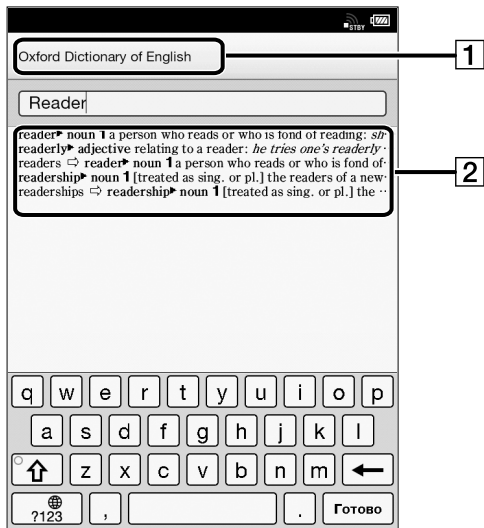 STBY
Oxford Dictionary of English
1
Reader
reader▶ noun 1 a person who reads or who is fond of reading: sh
readerly▶ adjective relating to a reader: he tries one's readerly ·
readers ⇨ reader▶ noun 1 a person who reads or who is fond of·
readership▶ noun 1 [treated as sing. or pl.] the readers of a new·
readerships ⇨ readership▶ noun 1 [treated as sing. or pl.] the ··
2
q w e r t y u i o p
a s d f g h j k l
z x c v b n m
?123 , . Готово